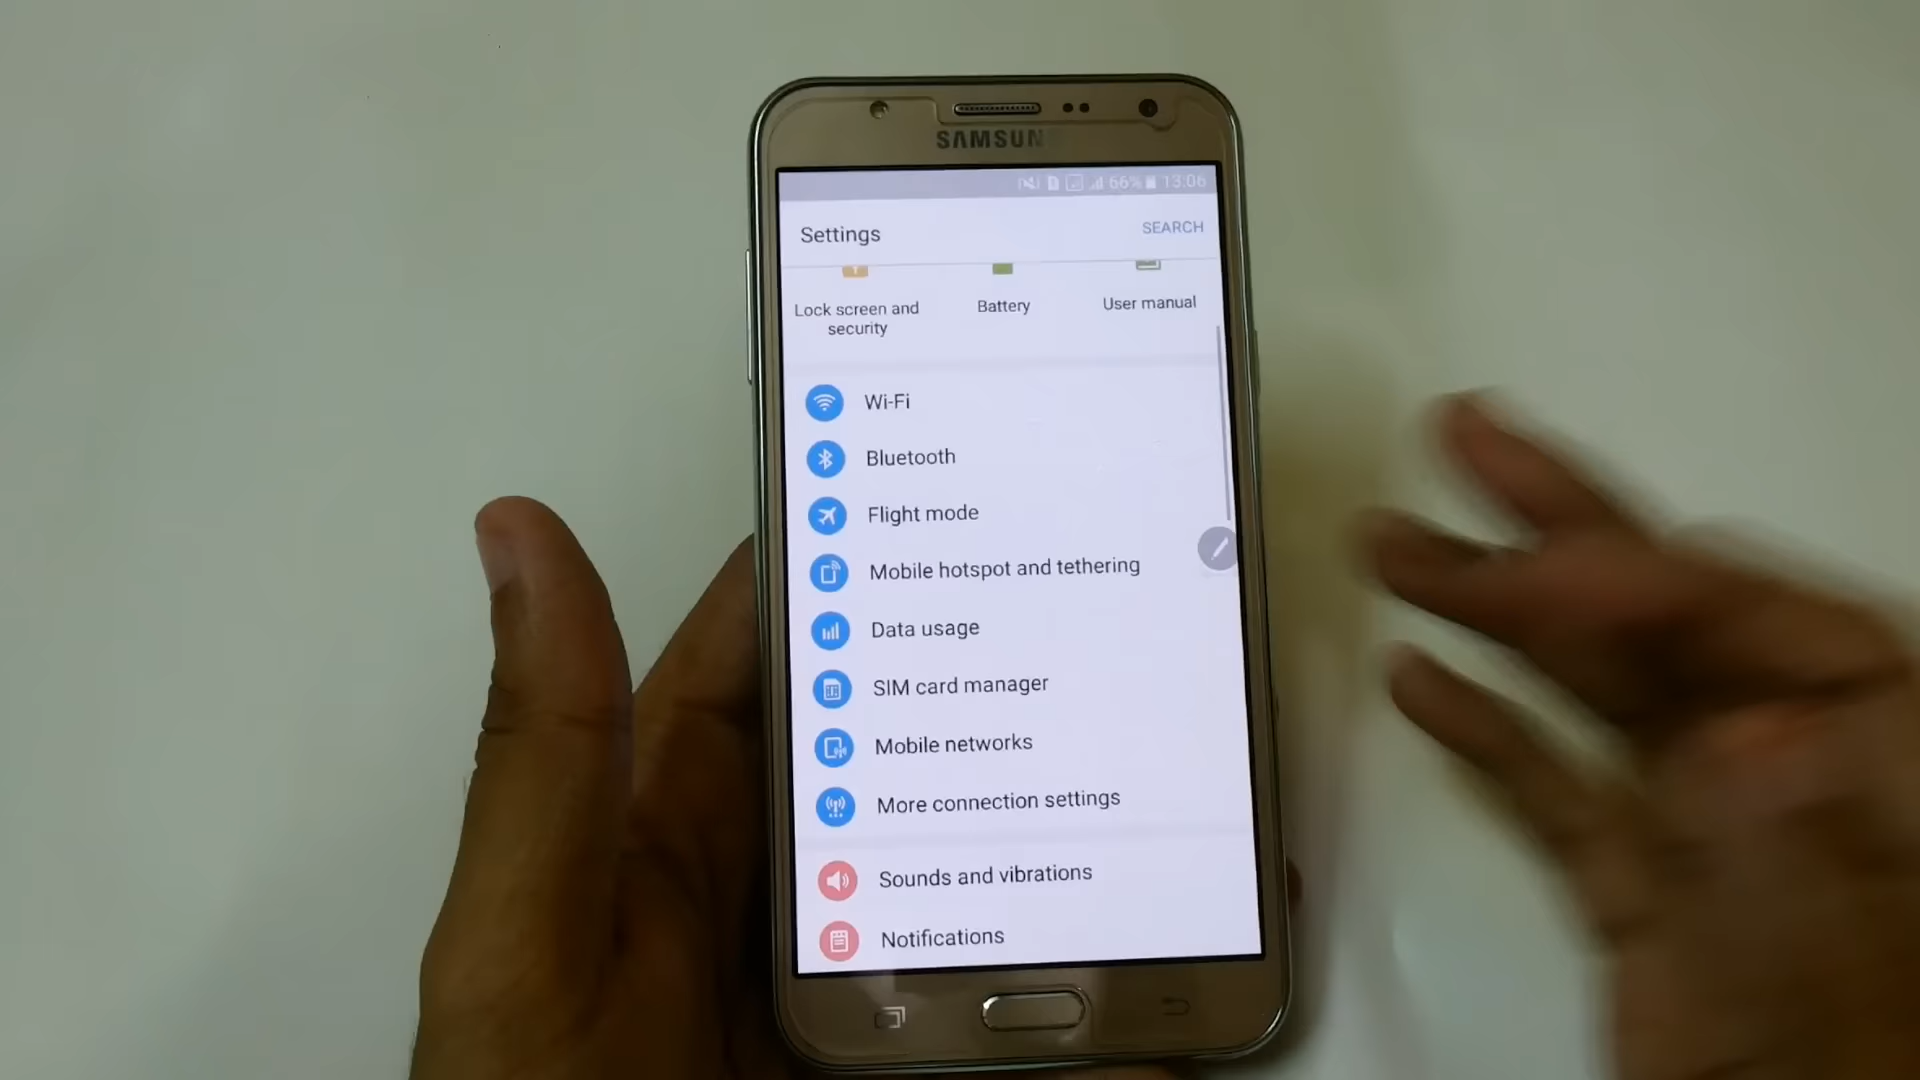 SAMSUN
66% 13:06
Settings
SEARCH
Lock screen and
security
Battery
User manual
Wi-Fi
Bluetooth
Flight mode
Mobile hotspot and tethering
Data usage
SIM card manager
Mobile networks
More connection settings
Sounds and vibrations
Notifications